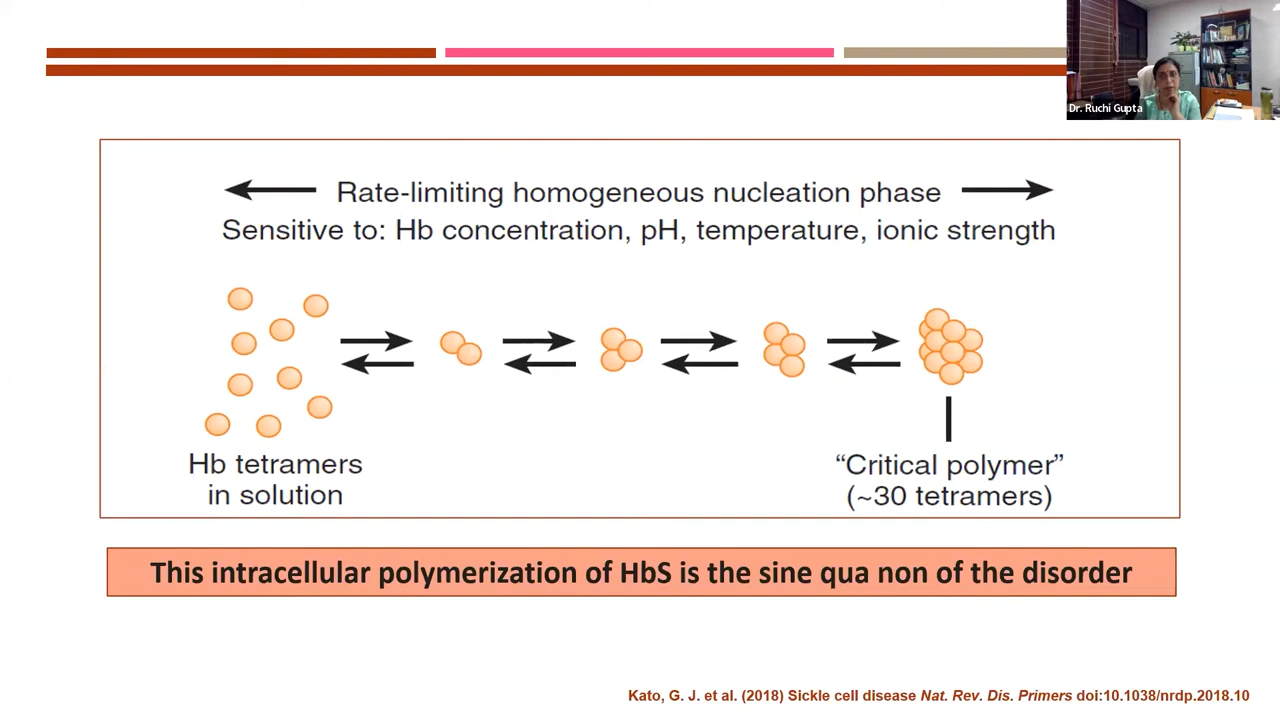 Dr. Ruchi Gupta
Rate-limiting homogeneous nucleation phase
Sensitive to: Hb concentration, pH, temperature, ionic strength
Hb tetramers
in solution
“Critical polymer”
(~30 tetramers)
This intracellular polymerization of HbS is the sine qua non of the disorder
Kato, G. J. et al. (2018) Sickle cell disease Nat. Rev. Dis. Primers doi:10.1038/nrdp.2018.10